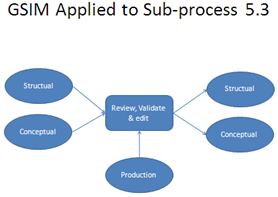 GSIM Applied to Sub-process 5.3
Structual
Structual
Review, Validate
& edit
Conceptual
Conceptual
Production